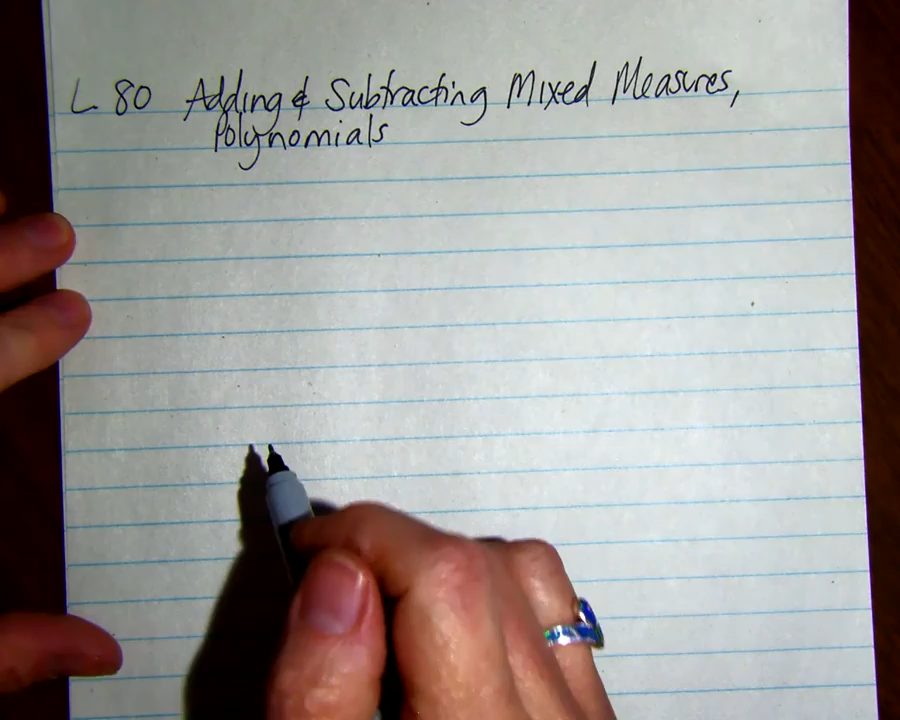 L 80 Adding & Subtracting Mixed Measures,
Polynomials